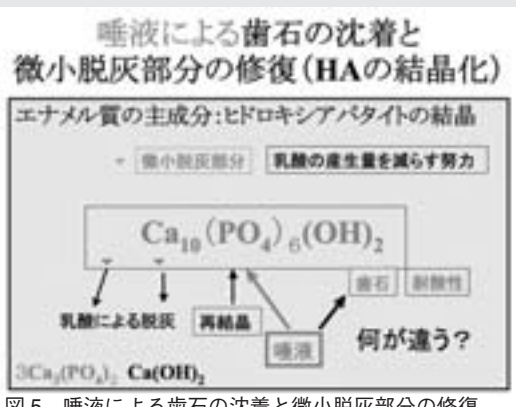 唾液による歯石の沈着と
微小脱灰部分の修復(HAの結晶化)
エナメル質の主成分:ヒドロキシアパタイトの結晶
微小脱灰部分 乳酸の産生量を減らす努力
Ca10(PO4)6(OH)2
歯石 耐酸性
乳酸による脱灰 再結晶
唾液 何が違う?
3Ca3(PO4)2 Ca(OH)2
図5 唾液による歯石の沈着と微小脱灰部分の修復